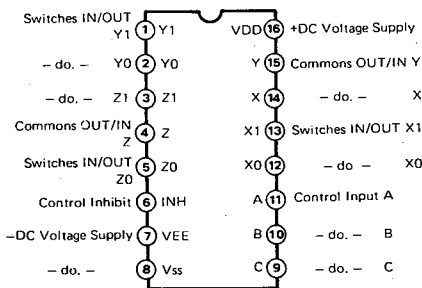 Switches IN/OUT Y1 1 Y1
– do. – Y0 2 Y0
– do. – Z1 3 Z1
Commons OUT/IN Z 4 Z
Switches IN/OUT Z0 5 Z0
Control Inhibit 6 INH
–DC Voltage Supply 7 VEE
– do. – 8 Vss
VDD 16 +DC Voltage Supply
Y 15 Commons OUT/IN Y
X 14 – do. – X
X1 13 Switches IN/OUT X1
X0 12 – do – X0
A 11 Control Input A
B 10 – do. – B
C 9 – do. – C